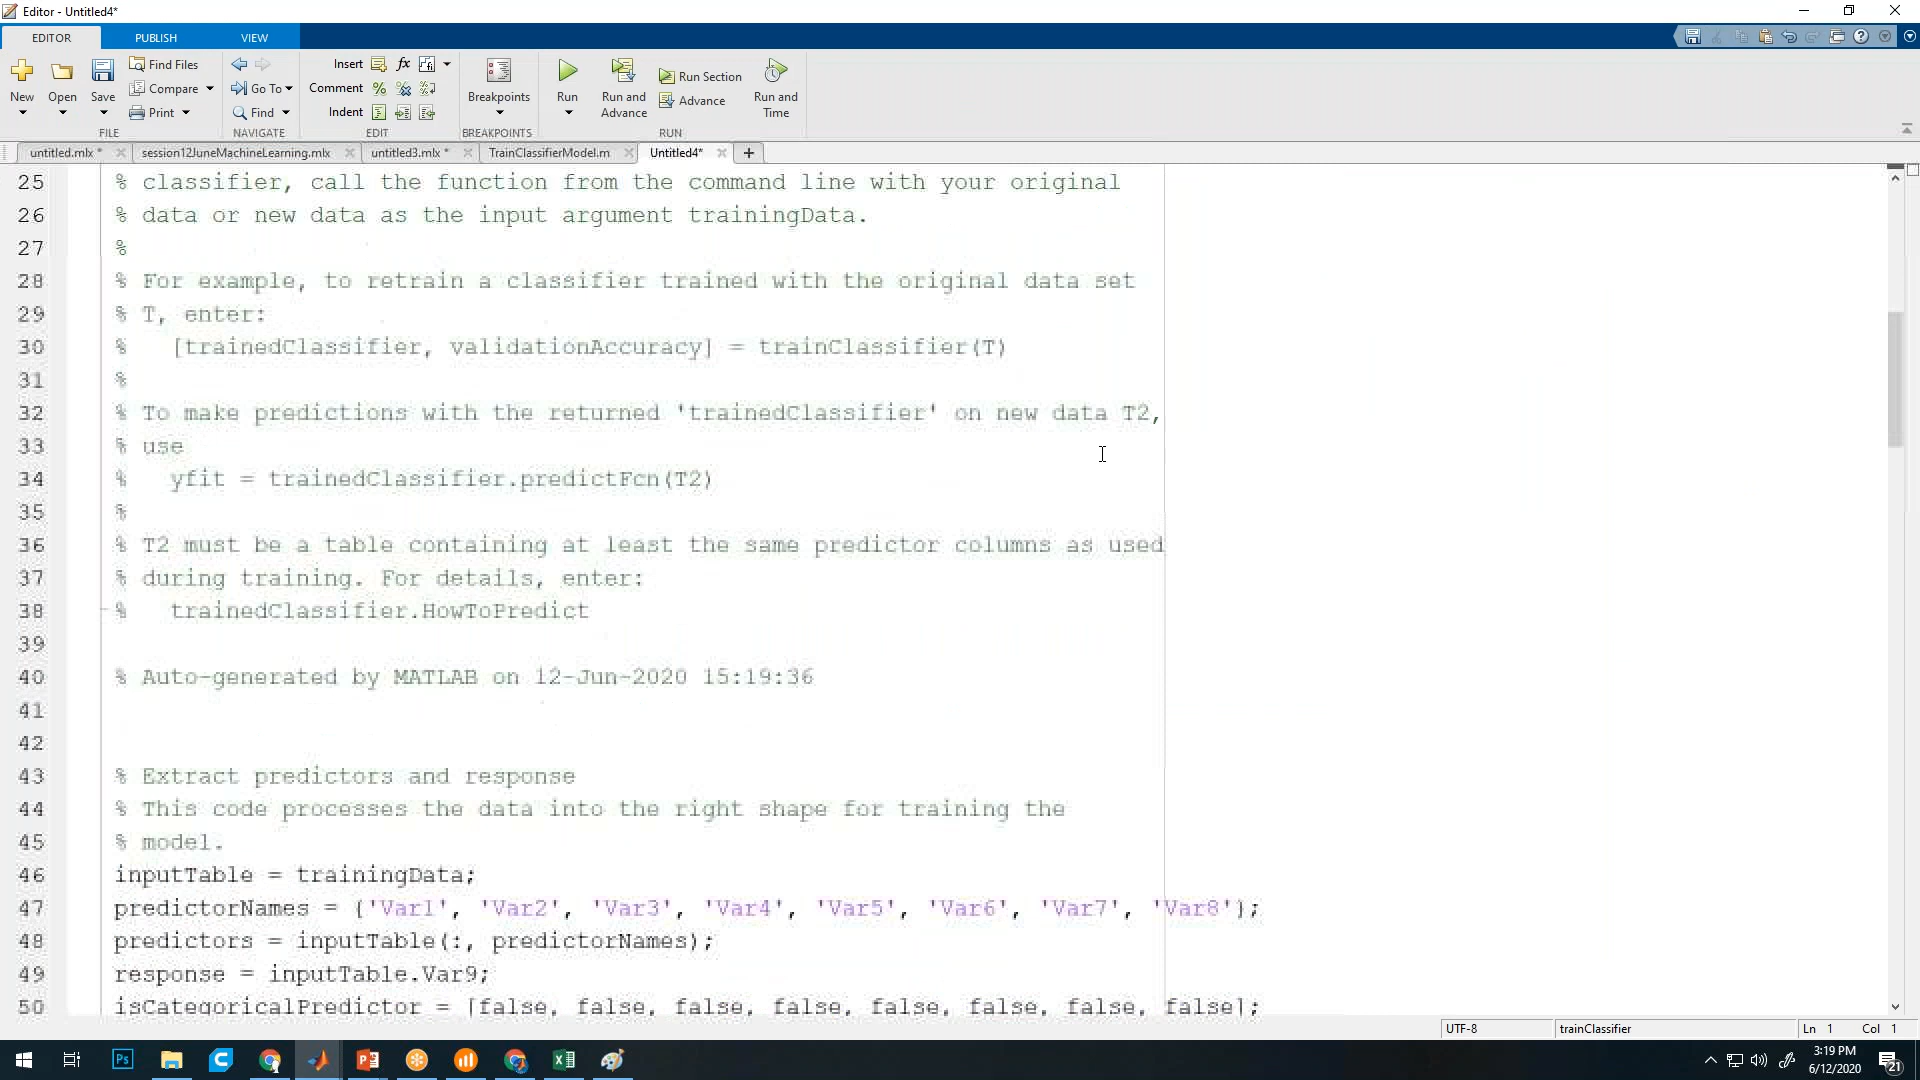 Editor - Untitled4*
EDITOR
PUBLISH
VIEW
New
Open
Save
Find Files
Compare
Print
FILE
Go To
Find
NAVIGATE
Insert
fx
Comment
Indent
EDIT
Breakpoints
BREAKPOINTS
Run
Run and
Advance
Run Section
Advance
Run and
Time
RUN
untitled.mlx *
session12JuneMachineLearning.mlx
untitled3.mlx *
TrainClassifierModel.m
Untitled4*
25 % classifier, call the function from the command line with your original
26 % data or new data as the input argument trainingData.
27 %
28 % For example, to retrain a classifier trained with the original data set
29 % T, enter:
30 % [trainedClassifier, validationAccuracy] = trainClassifier(T)
31 %
32 % To make predictions with the returned 'trainedClassifier' on new data T2,
33 % use
34 % yfit = trainedClassifier.predictFcn(T2)
35 %
36 % T2 must be a table containing at least the same predictor columns as used
37 % during training. For details, enter:
38 % trainedClassifier.HowToPredict
39
40 % Auto-generated by MATLAB on 12-Jun-2020 15:19:36
41
42
43 % Extract predictors and response
44 % This code processes the data into the right shape for training the
45 % model.
46 inputTable = trainingData;
47 predictorNames = {'Var1', 'Var2', 'Var3', 'Var4', 'Var5', 'Var6', 'Var7', 'Var8'};
48 predictors = inputTable(:, predictorNames);
49 response = inputTable.Var9;
50 isCategoricalPredictor = [false, false, false, false, false, false, false, false];
UTF-8
trainClassifier
Ln 1 Col 1
Ps
3:19 PM
6/12/2020
21